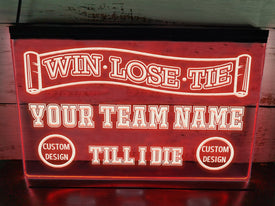 WIN • LOSE • TIE
YOUR TEAM NAME
CUSTOM DESIGN
TILL I DIE
CUSTOM DESIGN